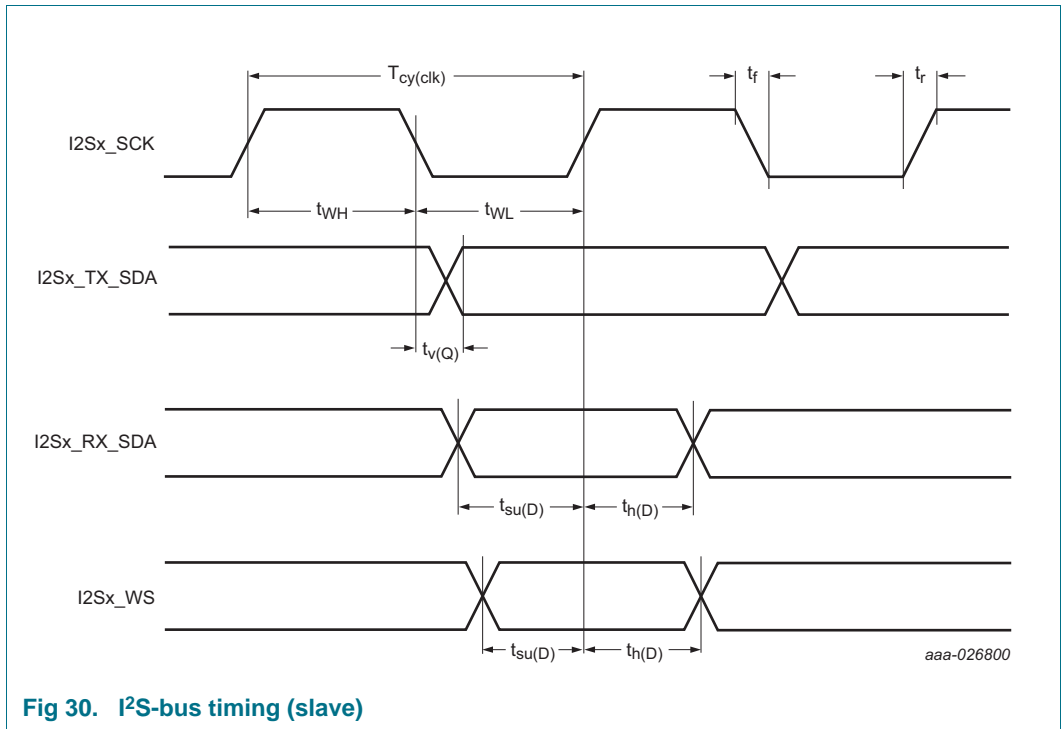 Tcy(clk)
tf
tr
I2Sx_SCK
tWH
tWL
I2Sx_TX_SDA
tv(Q)
I2Sx_RX_SDA
tsu(D)
th(D)
I2Sx_WS
tsu(D)
th(D)
aaa-026800
Fig 30. I²S-bus timing (slave)